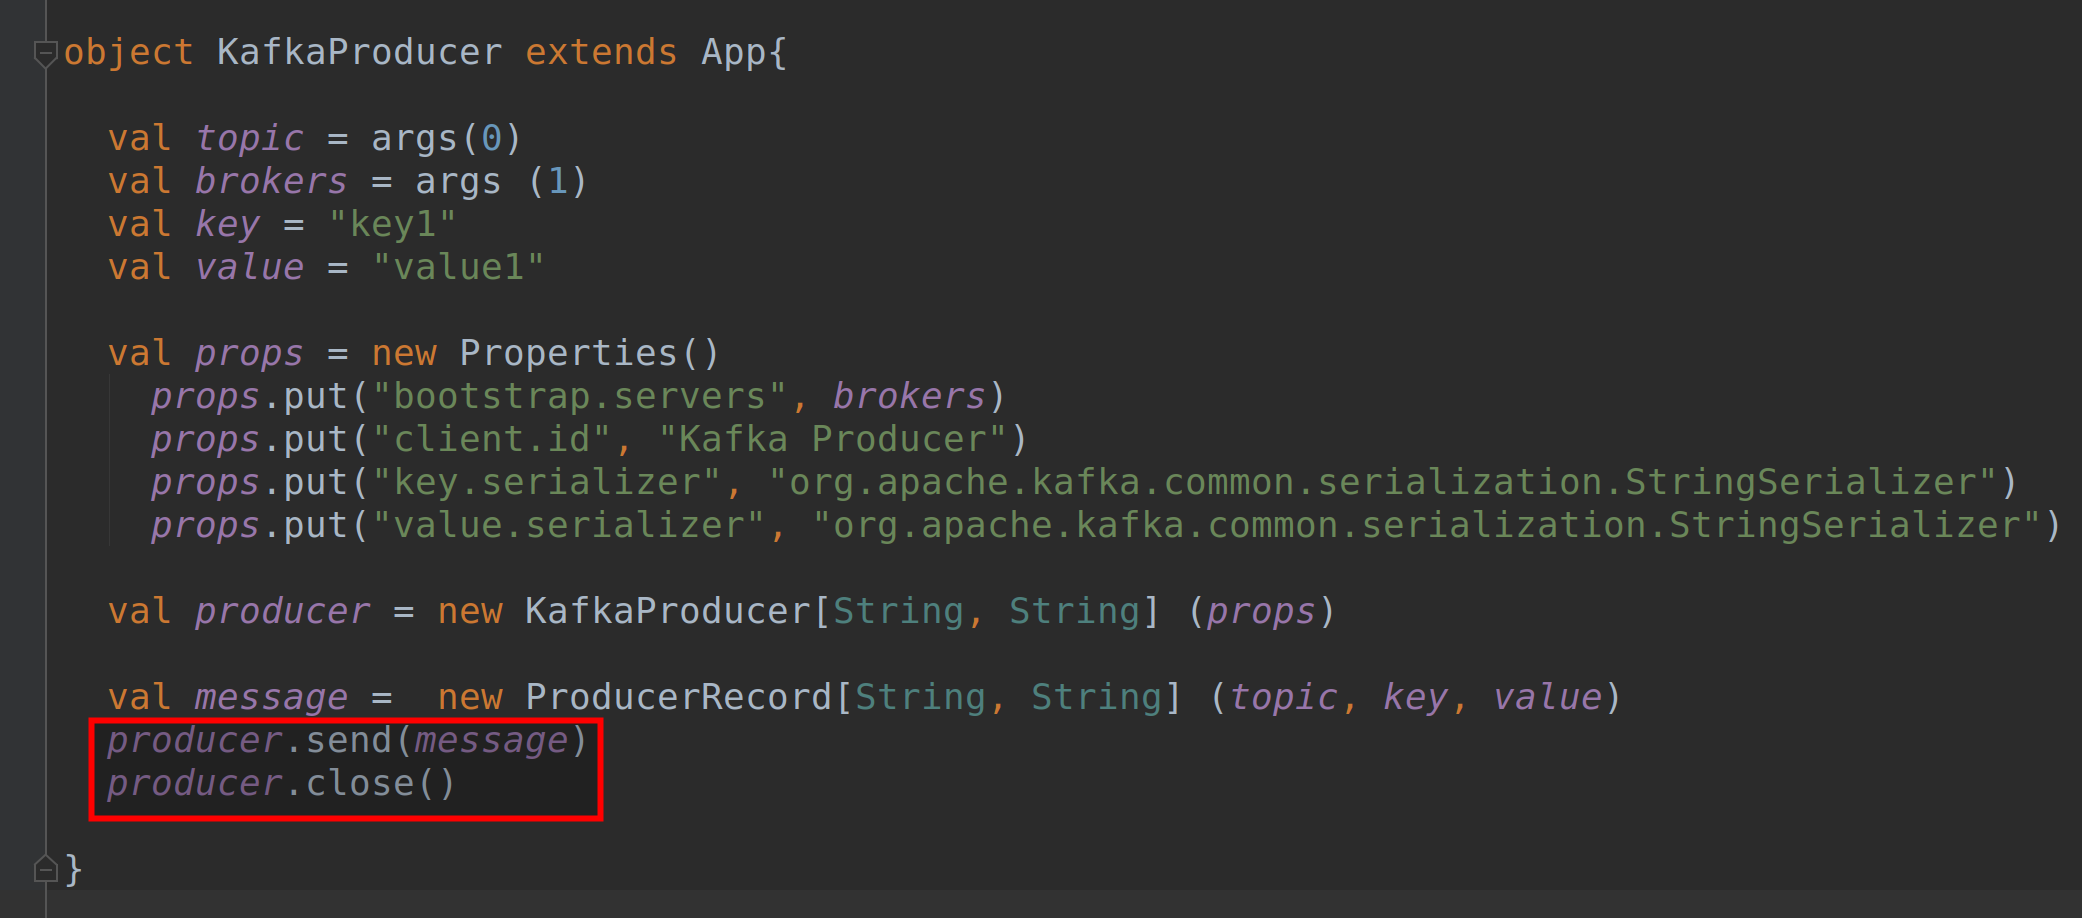 object KafkaProducer extends App{
val topic = args(0)
val brokers = args (1)
val key = "key1"
val value = "value1"
val props = new Properties()
props.put("bootstrap.servers", brokers)
props.put("client.id", "Kafka Producer")
props.put("key.serializer", "org.apache.kafka.common.serialization.StringSerializer")
props.put("value.serializer", "org.apache.kafka.common.serialization.StringSerializer")
val producer = new KafkaProducer[String, String] (props)
val message =  new ProducerRecord[String, String] (topic, key, value)
producer.send(message)
producer.close()
}